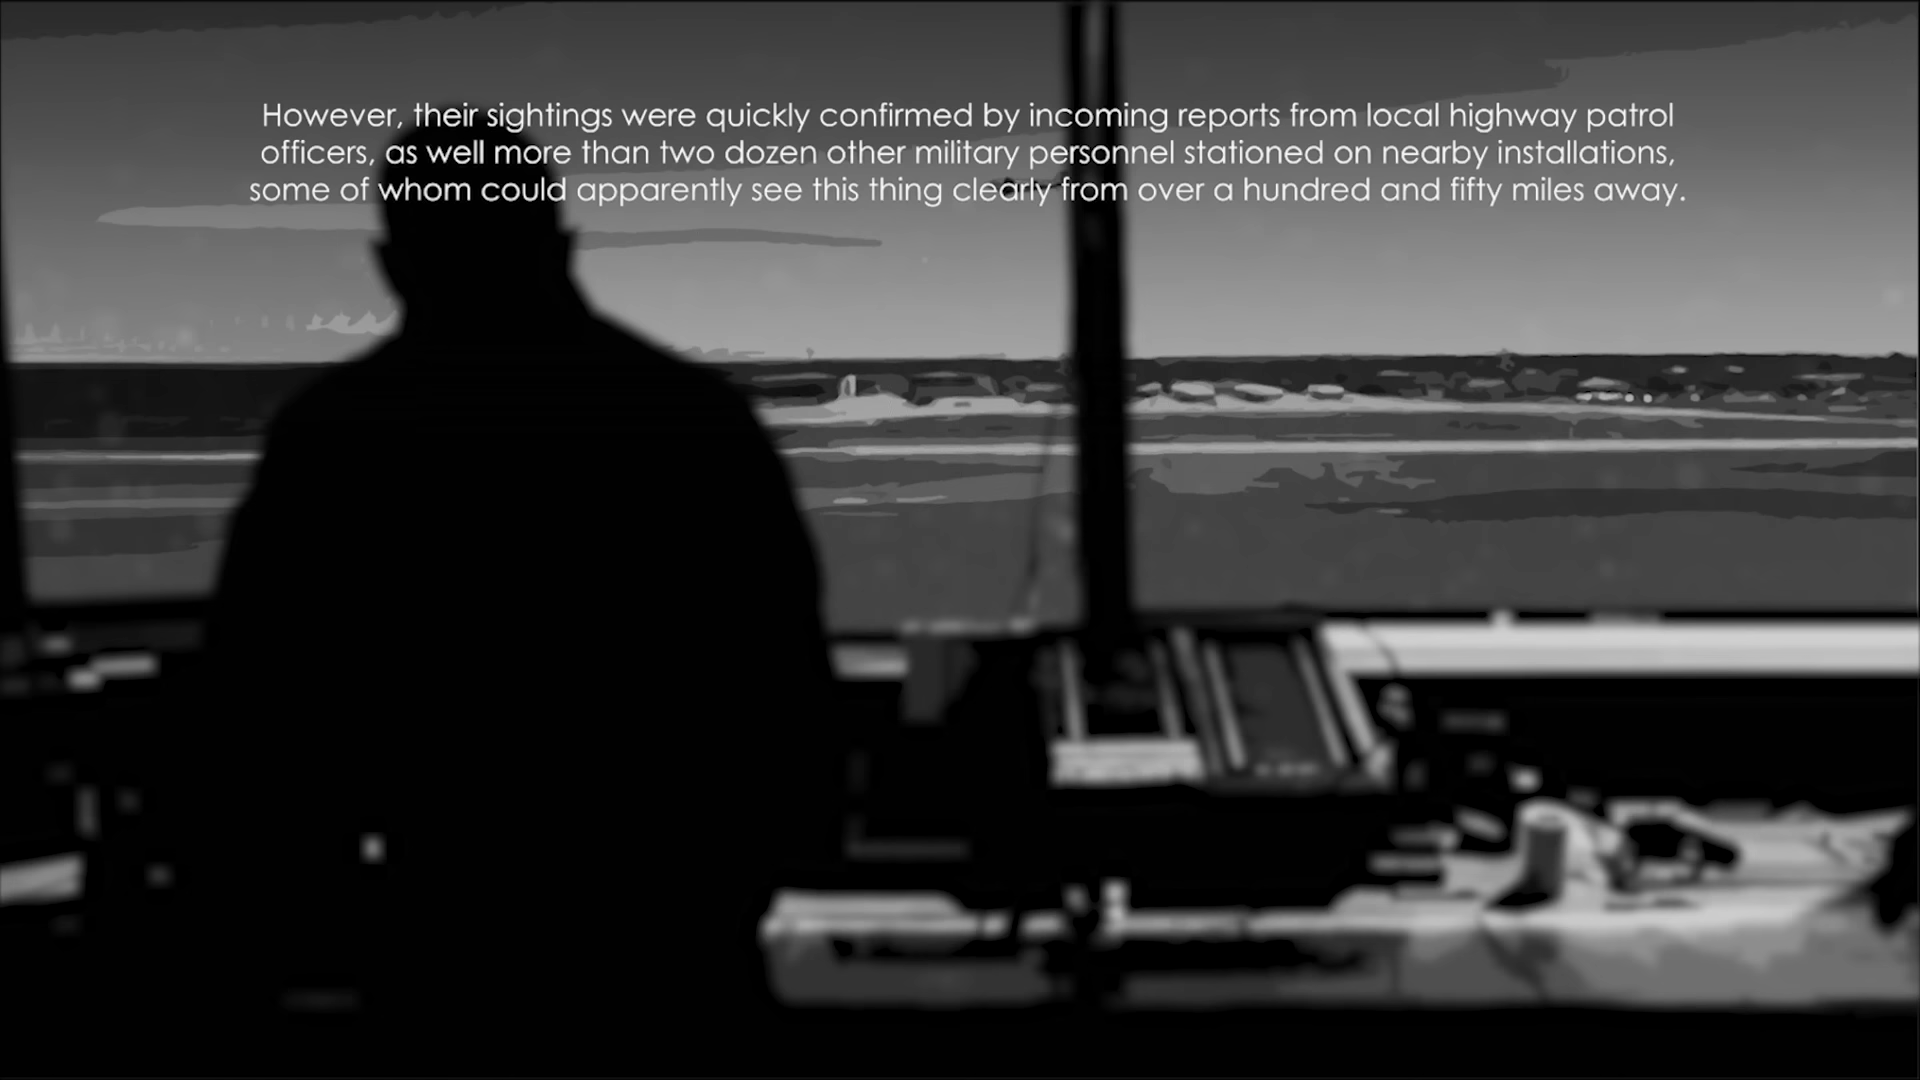 However, their sightings were quickly confirmed by incoming reports from local highway patrol
officers, as well more than two dozen other military personnel stationed on nearby installations,
some of whom could apparently see this thing clearly from over a hundred and fifty miles away.